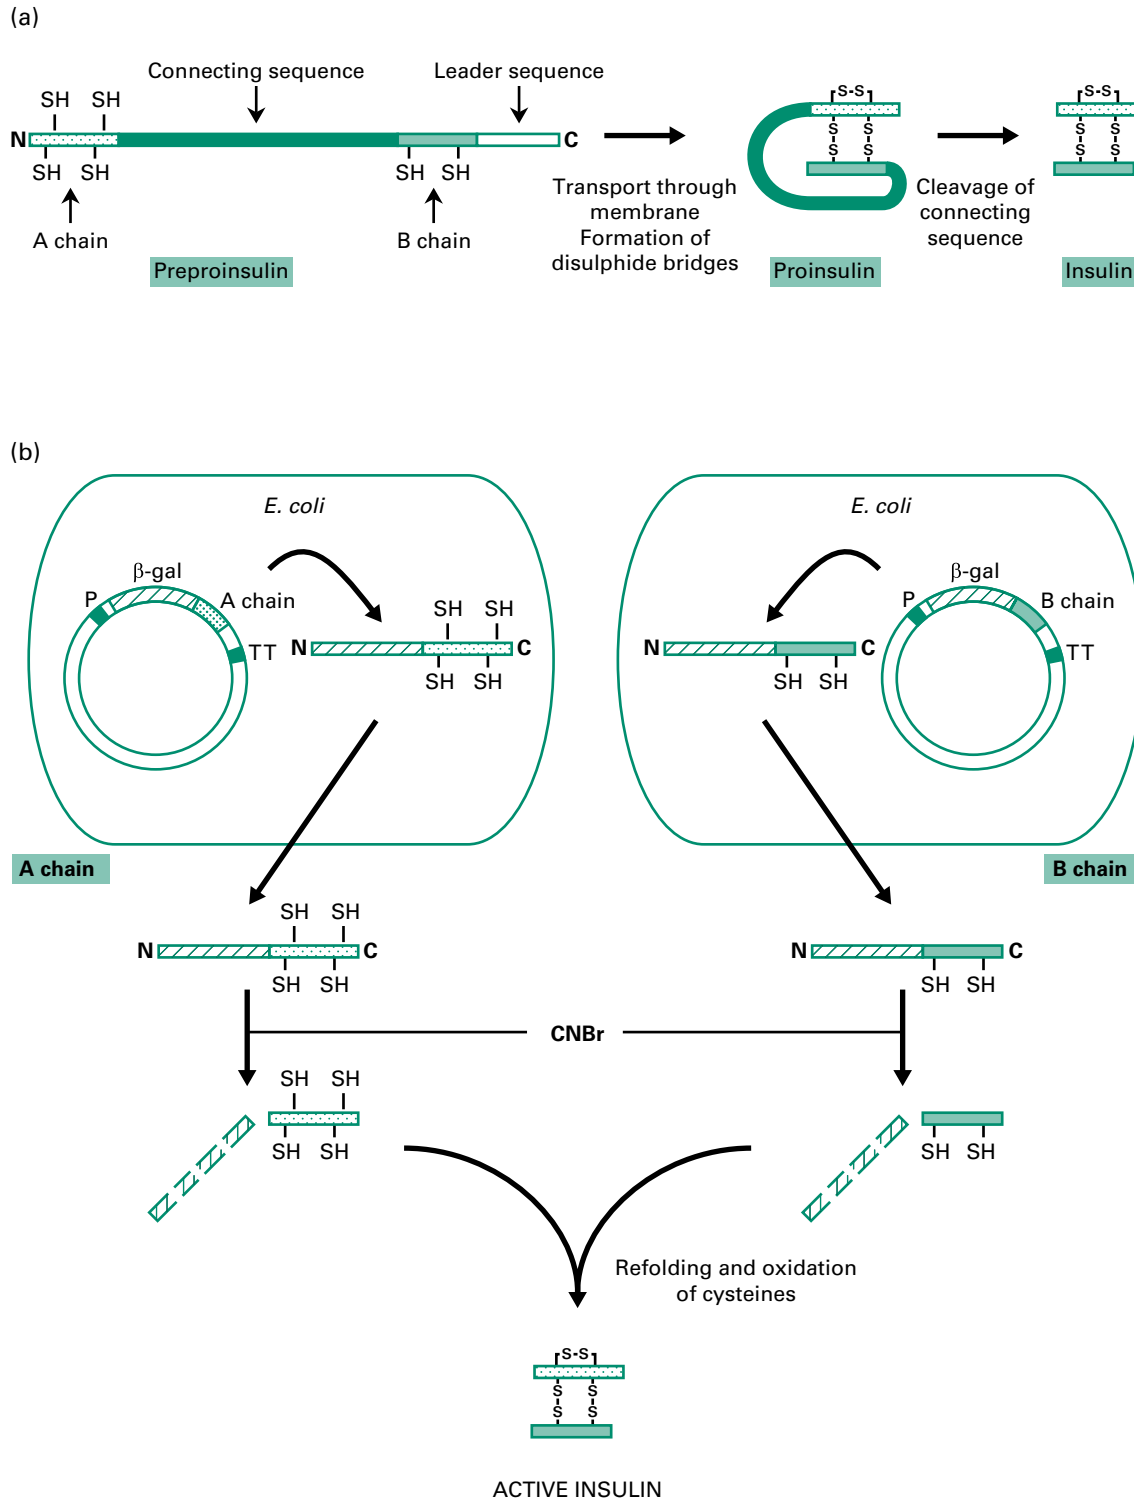 (a)
Connecting sequence
Leader sequence
SH SH
N
C
SH SH
SH SH
A chain
B chain
Preproinsulin
Transport through
membrane
Formation of
disulphide bridges
S-S
S S
S S
Proinsulin
Cleavage of
connecting
sequence
S-S
S S
S S
Insulin
(b)
E. coli
β-gal
P
A chain
TT
SH SH
N
C
SH SH
A chain
E. coli
β-gal
P
B chain
TT
N
C
SH SH
B chain
SH SH
N
C
SH SH
N
C
SH SH
CNBr
SH SH
SH SH
SH SH
Refolding and oxidation
of cysteines
S-S
S S
S S
ACTIVE INSULIN